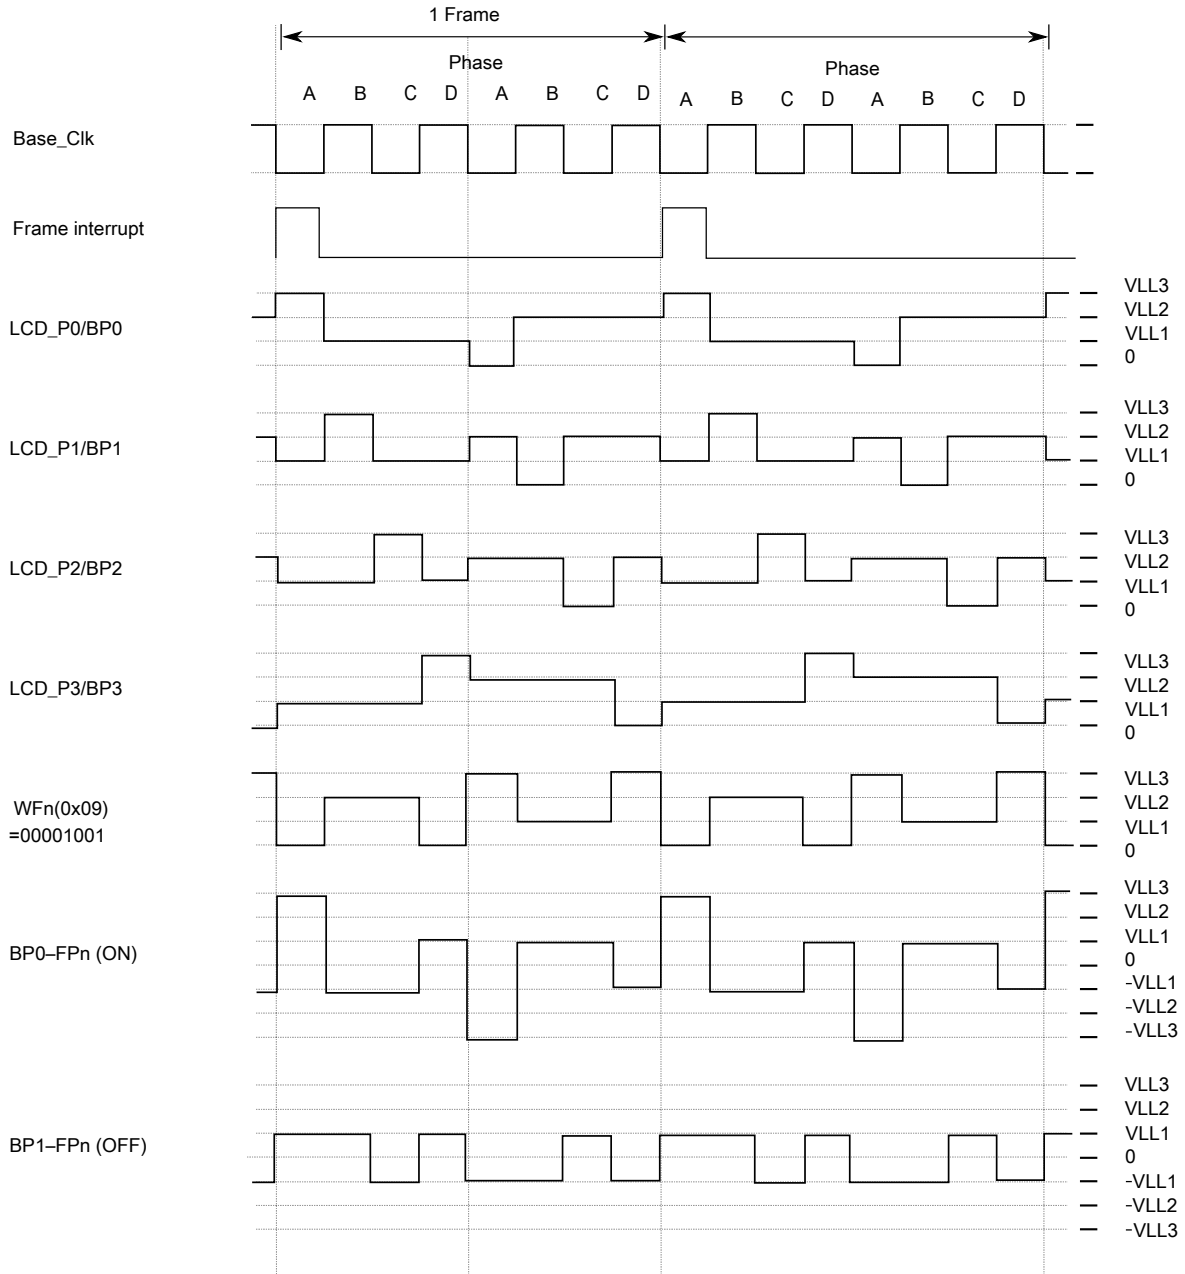 1 Frame
Phase
Phase
A B C D A B C D A B C D A B C D
Base_Clk
Frame interrupt
LCD_P0/BP0
VLL3
VLL2
VLL1
0
LCD_P1/BP1
VLL3
VLL2
VLL1
0
LCD_P2/BP2
VLL3
VLL2
VLL1
0
LCD_P3/BP3
VLL3
VLL2
VLL1
0
WFn(0x09)
=00001001
VLL3
VLL2
VLL1
0
BP0–FPn (ON)
VLL3
VLL2
VLL1
0
-VLL1
-VLL2
-VLL3
BP1–FPn (OFF)
VLL3
VLL2
VLL1
0
-VLL1
-VLL2
-VLL3